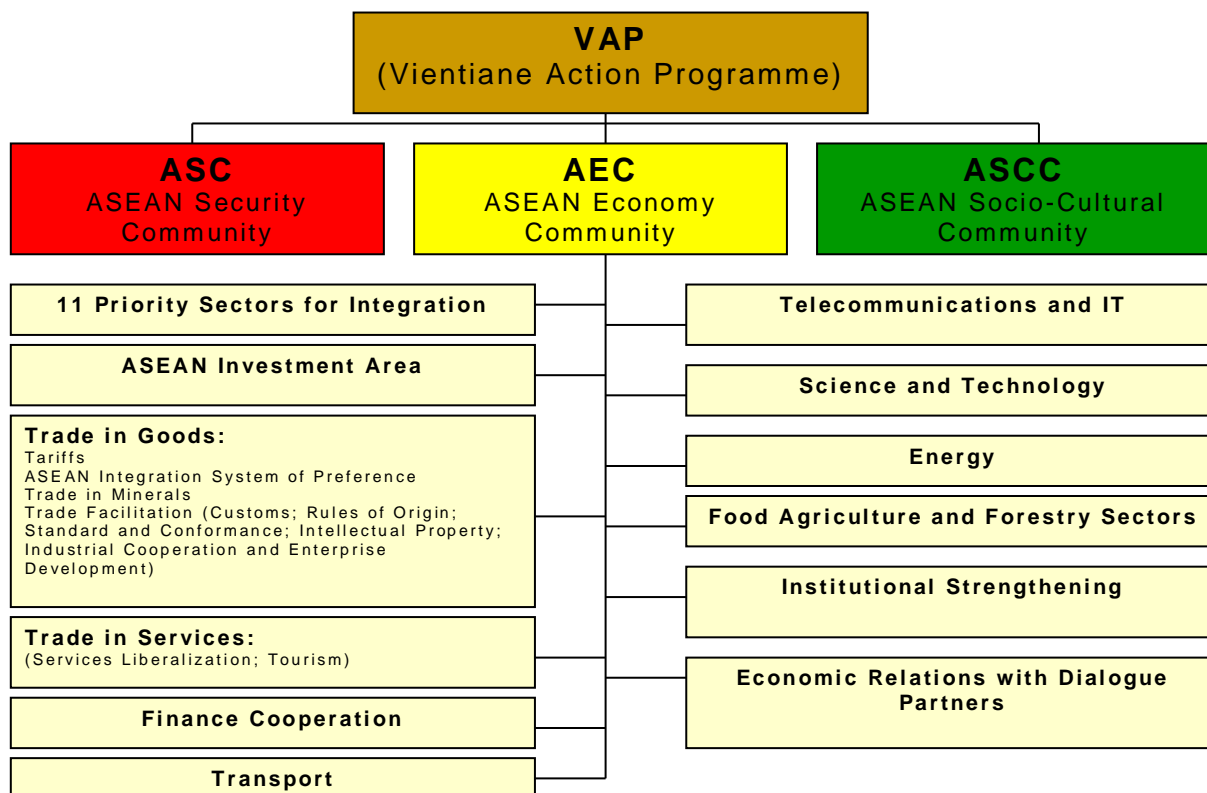 VAP
(Vientiane Action Programme)
ASC
ASEAN Security
Community
AEC
ASEAN Economy
Community
ASCC
ASEAN Socio-Cultural
Community
11 Priority Sectors for Integration
ASEAN Investment Area
Trade in Goods:
Tariffs
ASEAN Integration System of Preference
Trade in Minerals
Trade Facilitation (Customs; Rules of Origin;
Standard and Conformance; Intellectual Property;
Industrial Cooperation and Enterprise
Development)
Trade in Services:
(Services Liberalization; Tourism)
Finance Cooperation
Transport
Telecommunications and IT
Science and Technology
Energy
Food Agriculture and Forestry Sectors
Institutional Strengthening
Economic Relations with Dialogue
Partners